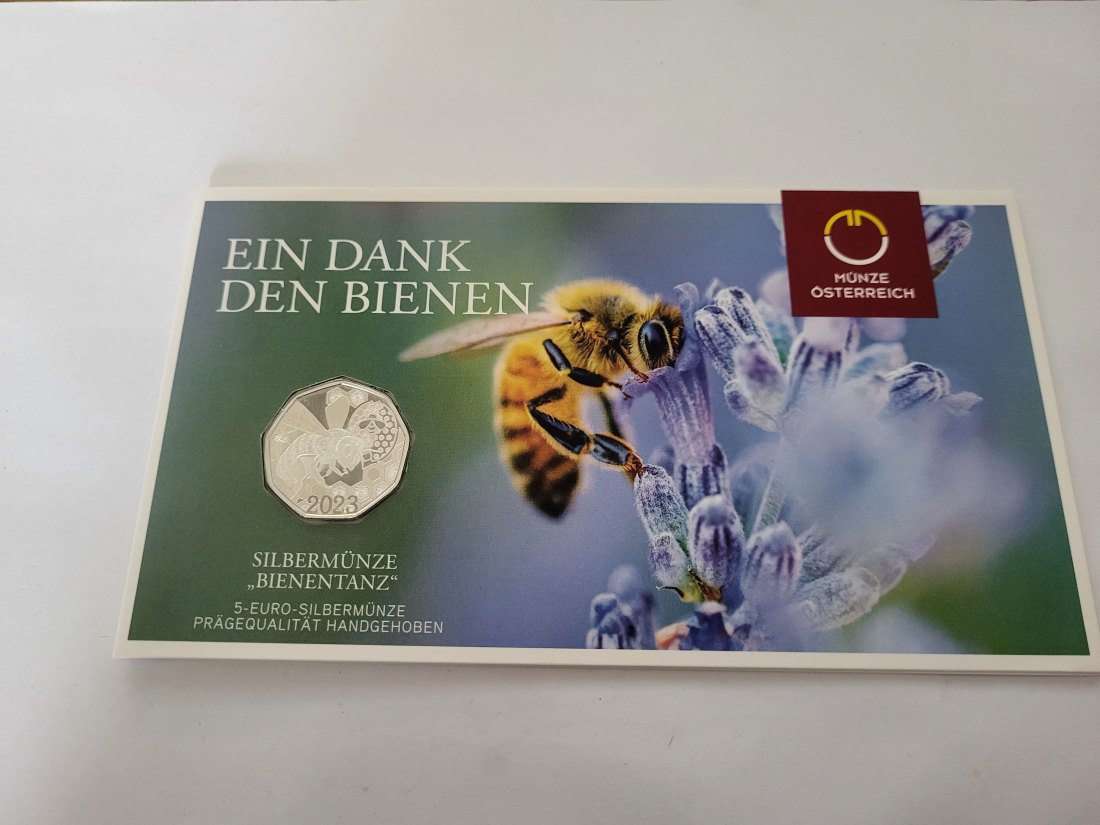 EIN DANK
DEN BIENEN
MÜNZE
ÖSTERREICH
2023
SILBERMÜNZE
„BIENENTANZ“
5-EURO-SILBERMÜNZE
PRÄGEQUALITÄT HANDGEHOBEN